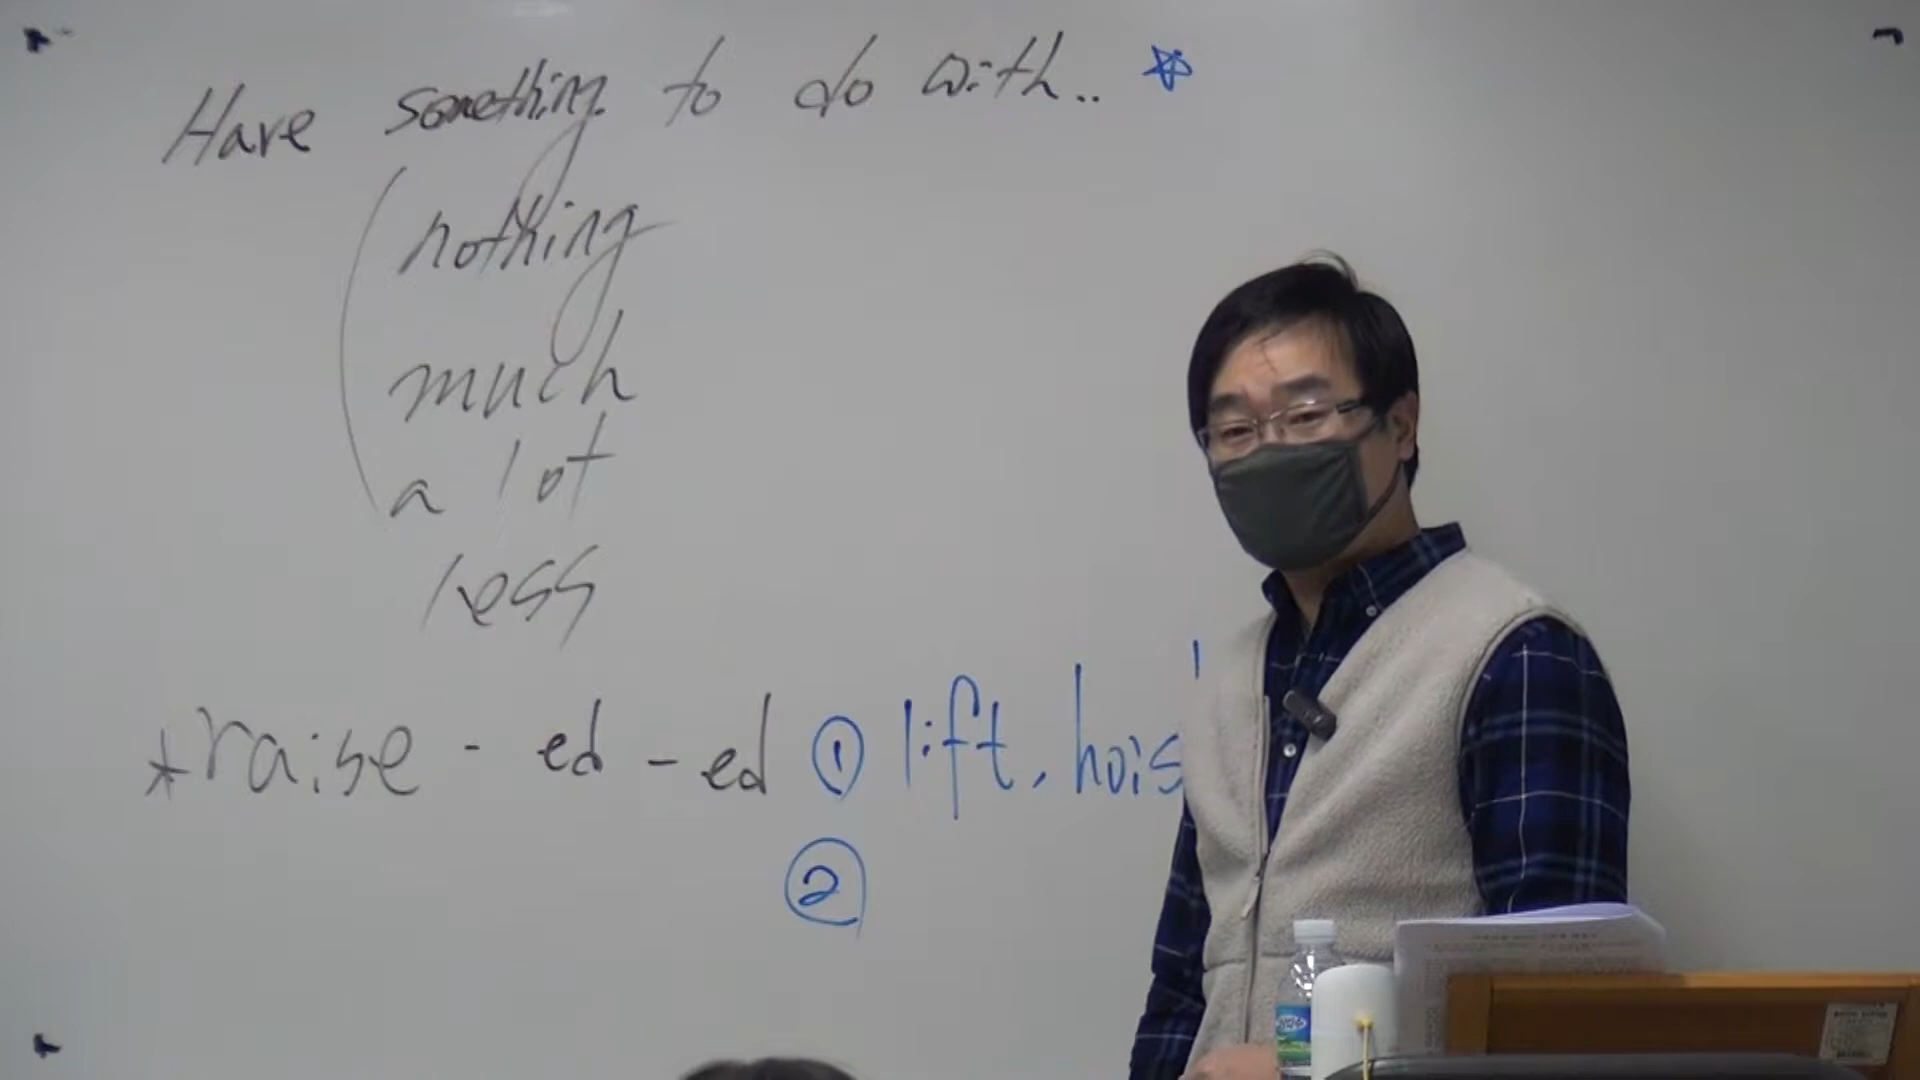 Have something to do with.. ☆
nothing
much
a lot
less
*raise - ed - ed ① lift, hois
②